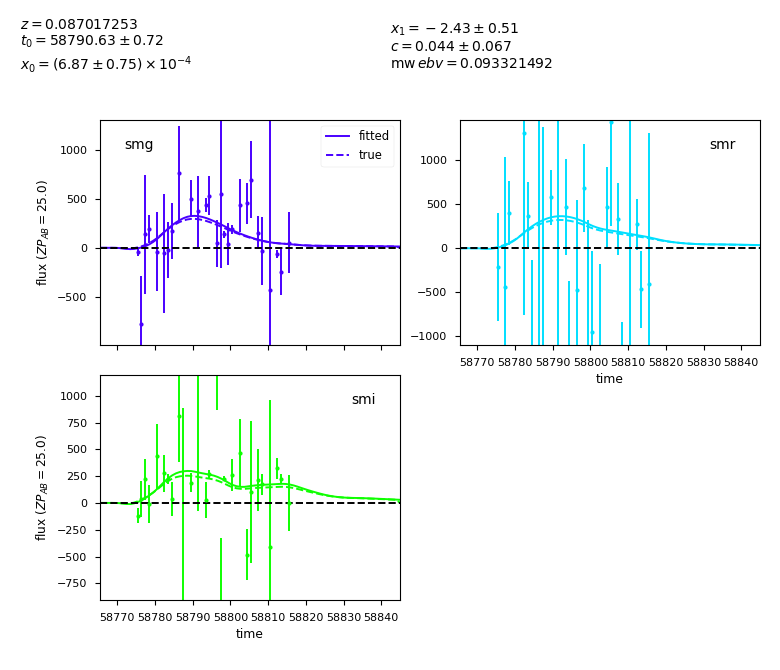 z = 0.087017253
t₀ = 58790.63 ± 0.72
x₀ = (6.87 ± 0.75) × 10⁻⁴
x₁ = − 2.43 ± 0.51
c = 0.044 ± 0.067
mw ebv = 0.093321492
smg
fitted
true
1000
500
0
−500
flux (ZP_AB = 25.0)
smr
1000
500
0
−500
−1000
58770 58780 58790 58800 58810 58820 58830 58840
time
smi
1000
750
500
250
0
−250
−500
−750
flux (ZP_AB = 25.0)
58770 58780 58790 58800 58810 58820 58830 58840
time